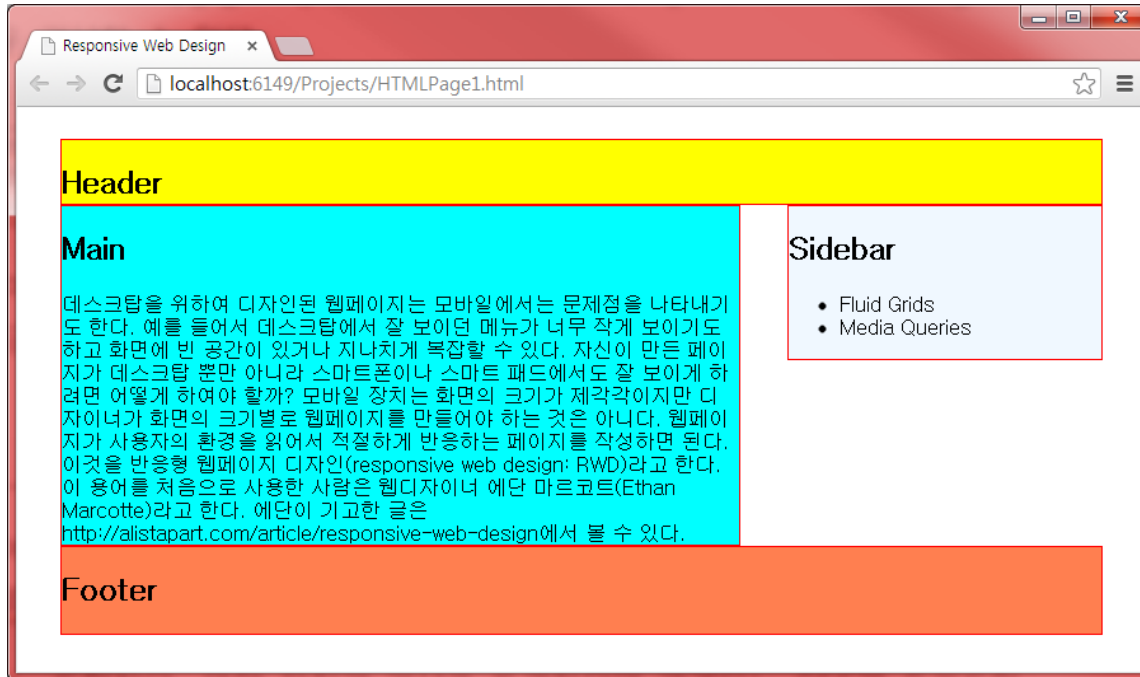 Responsive Web Design
localhost:6149/Projects/HTMLPage1.html
Header
Main
데스크탑을 위하여 디자인된 웹페이지는 모바일에서는 문제점을 나타내기
도 한다. 예를 들어서 데스크탑에서 잘 보이던 메뉴가 너무 작게 보이기도
하고 화면에 빈 공간이 있거나 지나치게 복잡할 수 있다. 자신이 만든 페이
지가 데스크탑 뿐만 아니라 스마트폰이나 스마트 패드에서도 잘 보이게 하
려면 어떻게 하여야 할까? 모바일 장치는 화면의 크기가 제각각이지만 디
자이너가 화면의 크기별로 웹페이지를 만들어야 하는 것은 아니다. 웹페이
지가 사용자의 환경을 읽어서 적절하게 반응하는 페이지를 작성하면 된다.
이것을 반응형 웹페이지 디자인(responsive web design: RWD)라고 한다.
이 용어를 처음으로 사용한 사람은 웹디자이너 에단 마르코트(Ethan
Marcotte)라고 한다. 에단이 기고한 글은
http://alistapart.com/article/responsive-web-design에서 볼 수 있다.
Sidebar
• Fluid Grids
• Media Queries
Footer